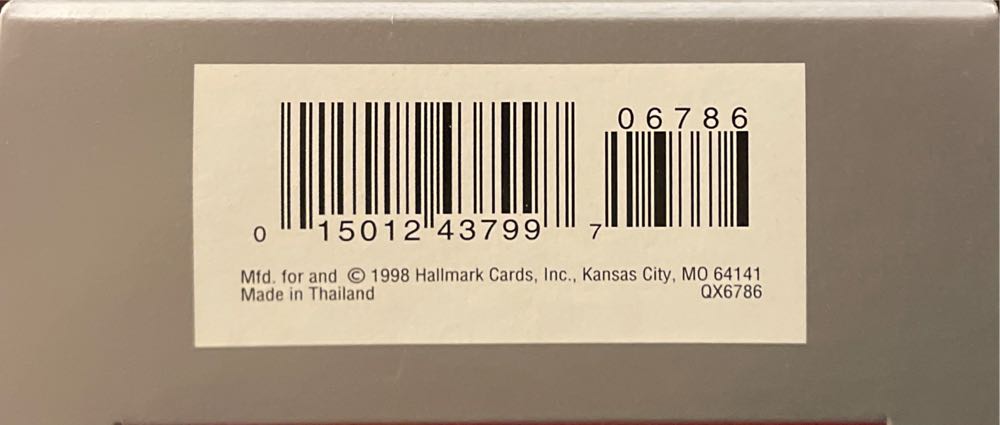 06786
0 15012 43799 7
Mfd. for and © 1998 Hallmark Cards, Inc., Kansas City, MO 64141
Made in Thailand QX6786